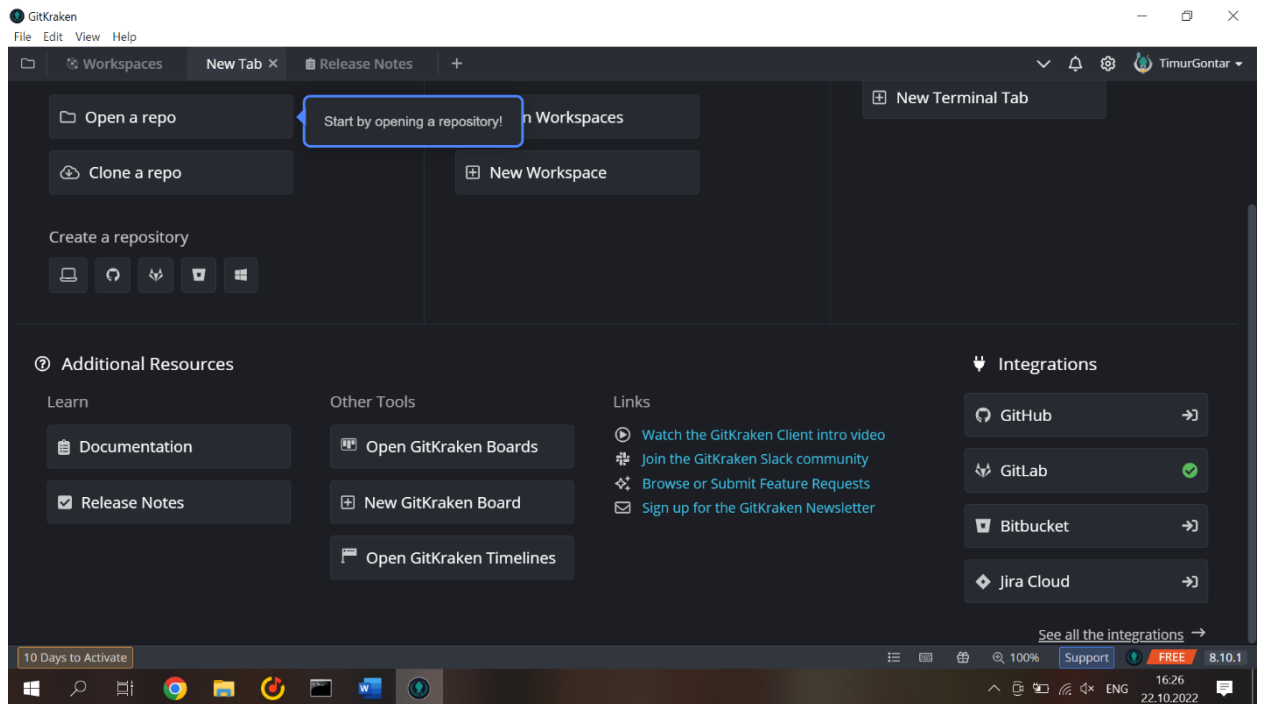 GitKraken
File Edit View Help
Workspaces New Tab Release Notes
TimurGontar
Open a repo
Start by opening a repository!
Workspaces
New Terminal Tab
Clone a repo
New Workspace
Create a repository
Additional Resources
Integrations
Learn
Other Tools
Links
Documentation
Release Notes
Open GitKraken Boards
New GitKraken Board
Open GitKraken Timelines
Watch the GitKraken Client intro video
Join the GitKraken Slack community
Browse or Submit Feature Requests
Sign up for the GitKraken Newsletter
GitHub
GitLab
Bitbucket
Jira Cloud
See all the integrations
10 Days to Activate
100% Support FREE 8.10.1
ENG
16:26
22.10.2022